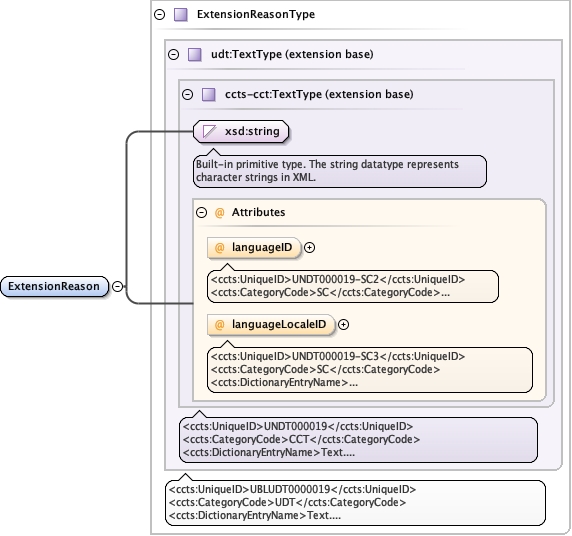 ExtensionReasonType
udt:TextType (extension base)
ccts-cct:TextType (extension base)
xsd:string
Built-in primitive type. The string datatype represents
character strings in XML.
@ Attributes
@ languageID
<ccts:UniqueID>UNDT000019-SC2</ccts:UniqueID>
<ccts:CategoryCode>SC</ccts:CategoryCode>...
ExtensionReason
@ languageLocaleID
<ccts:UniqueID>UNDT000019-SC3</ccts:UniqueID>
<ccts:CategoryCode>SC</ccts:CategoryCode>
<ccts:DictionaryEntryName>...
<ccts:UniqueID>UNDT000019</ccts:UniqueID>
<ccts:CategoryCode>CCT</ccts:CategoryCode>
<ccts:DictionaryEntryName>Text....
<ccts:UniqueID>UBLUDT0000019</ccts:UniqueID>
<ccts:CategoryCode>UDT</ccts:CategoryCode>
<ccts:DictionaryEntryName>Text....